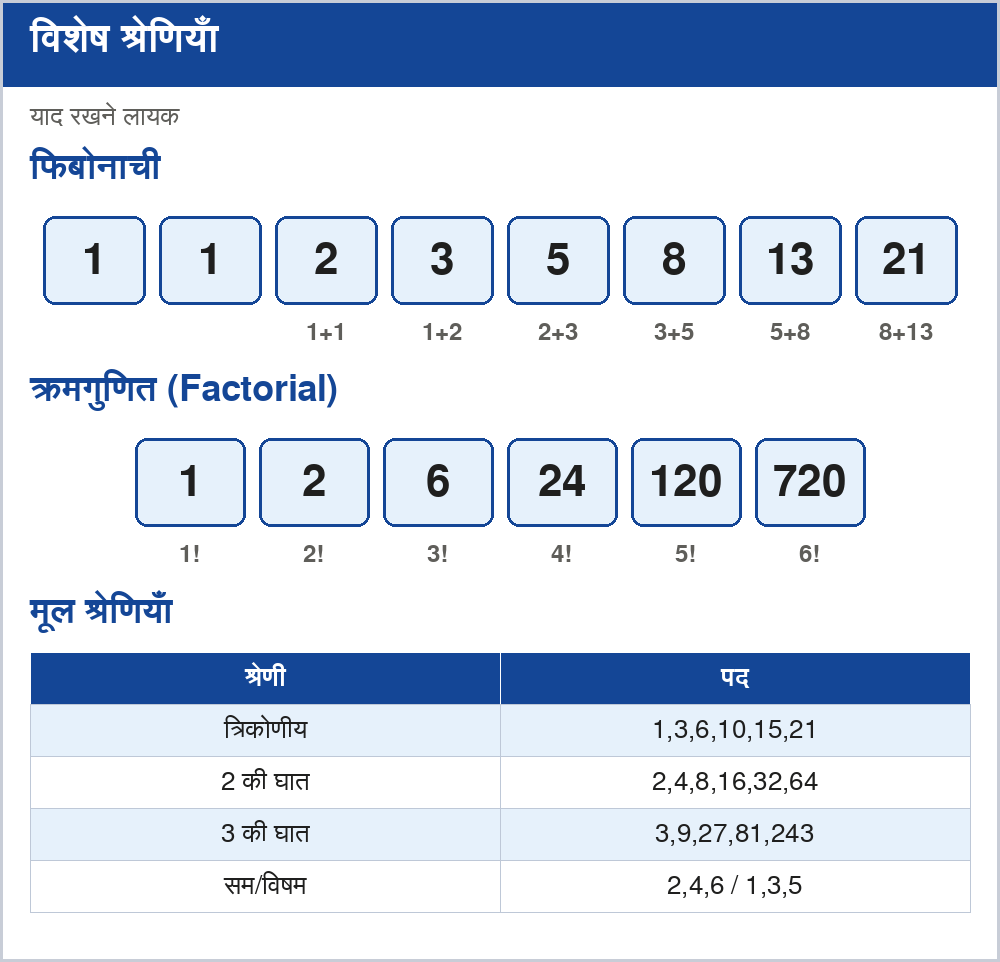 विशेष श्रेणियाँ
याद रखने लायक
फिबोनाची
1 1 2 3 5 8 13 21
1+1 1+2 2+3 3+5 5+8 8+13
क्रमगुणित (Factorial)
1 2 6 24 120 720
1! 2! 3! 4! 5! 6!
मूल श्रेणियाँ
श्रेणी पद
त्रिकोणीय 1,3,6,10,15,21
2 की घात 2,4,8,16,32,64
3 की घात 3,9,27,81,243
सम/विषम 2,4,6 / 1,3,5